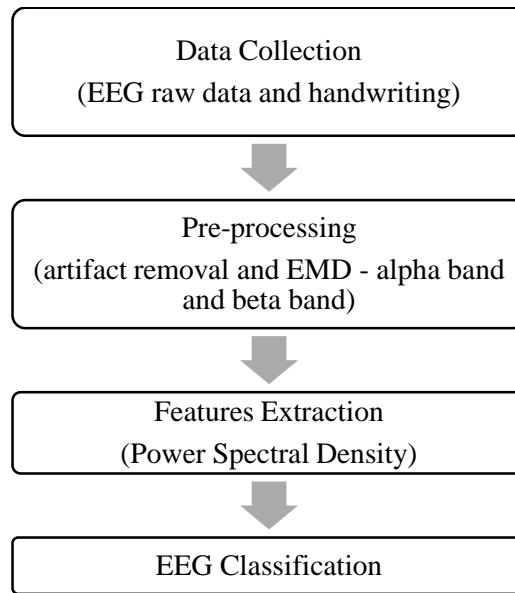 Data Collection
(EEG raw data and handwriting)
Pre-processing
(artifact removal and EMD - alpha band
and beta band)
Features Extraction
(Power Spectral Density)
EEG Classification